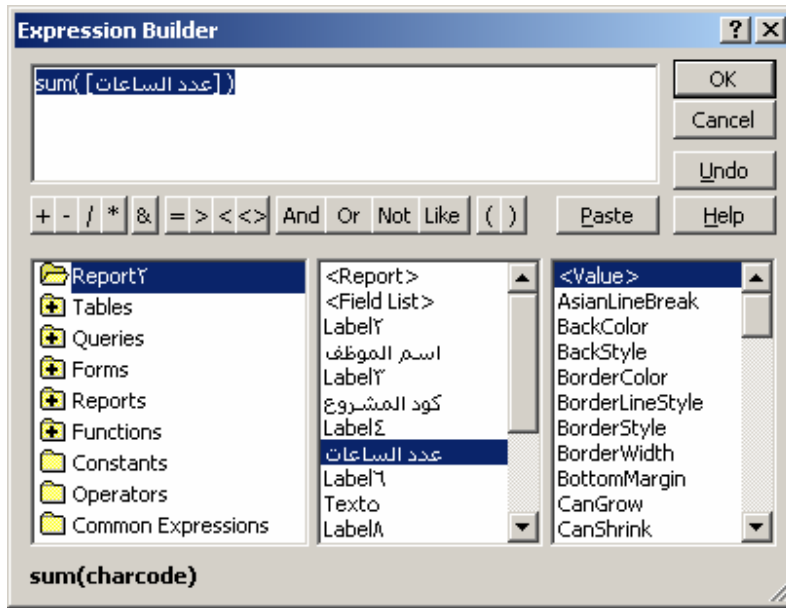 Expression Builder
sum( [عدد الساعات] )
OK
Cancel
Undo
+ - / * & = > < <> And Or Not Like ( ) Paste Help
Report٢
Tables
Queries
Forms
Reports
Functions
Constants
Operators
Common Expressions
<Report>
<Field List>
Label٢
اسم الموظف
Label٣
كود المشروع
Label٤
عدد الساعات
Label٦
Text٥
Label٨
<Value>
AsianLineBreak
BackColor
BackStyle
BorderColor
BorderLineStyle
BorderStyle
BorderWidth
BottomMargin
CanGrow
CanShrink
sum(charcode)